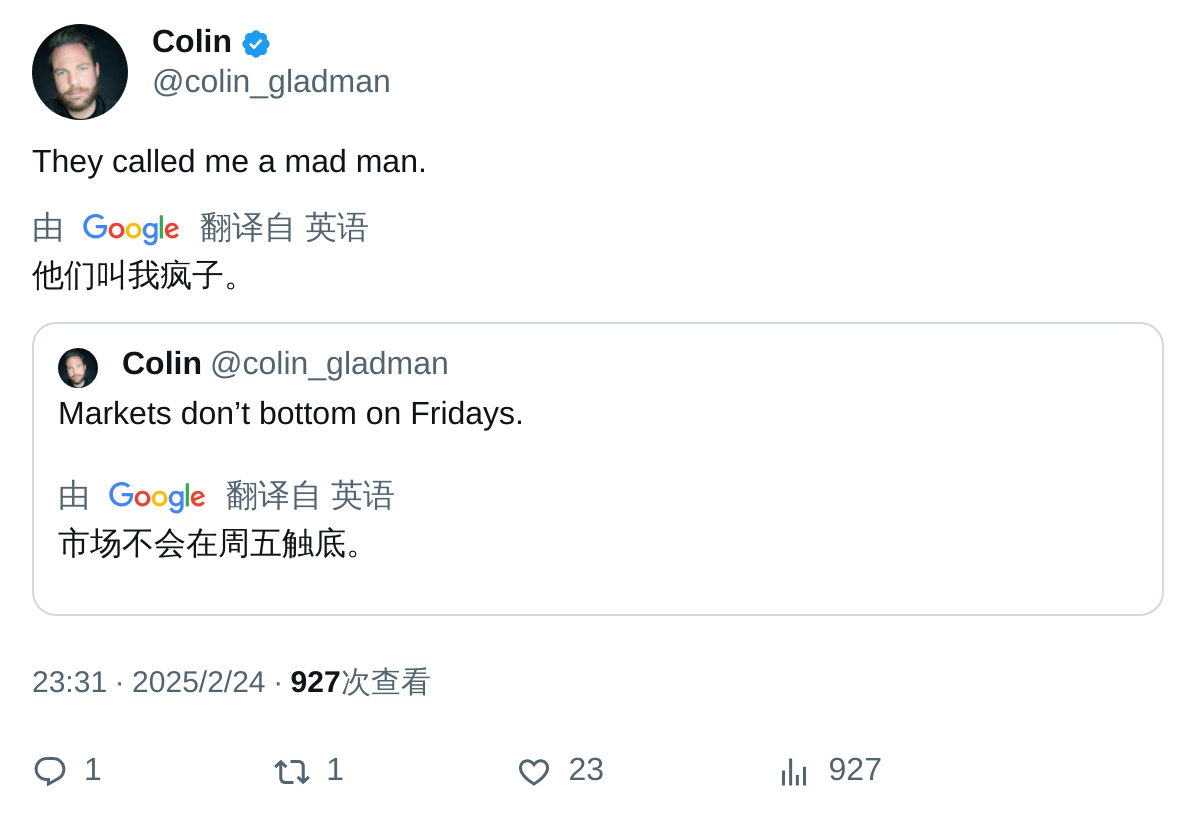 Colin
@colin_gladman
They called me a mad man.
由 Google 翻译自 英语
他们叫我疯子。
Colin @colin_gladman
Markets don’t bottom on Fridays.
由 Google 翻译自 英语
市场不会在周五触底。
23:31 · 2025/2/24 · 927次查看
1 1 23 927